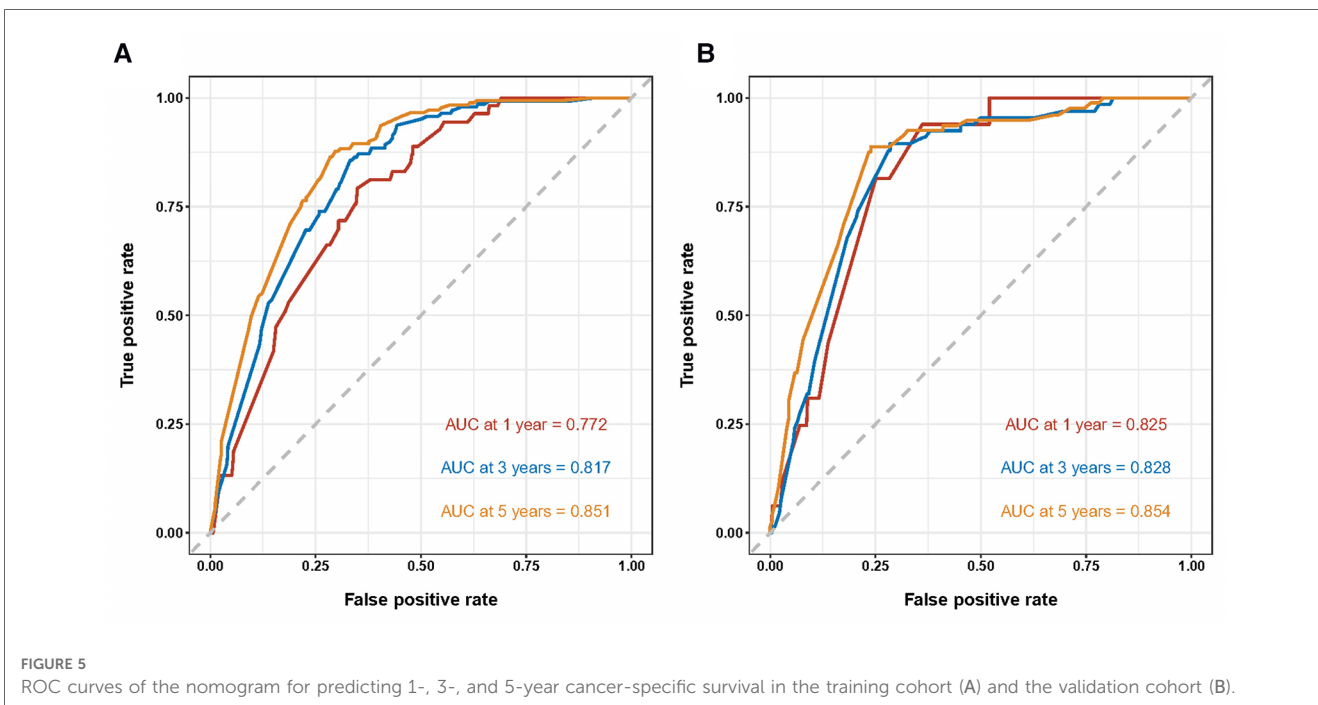 A
B
True positive rate
1.00
0.75
0.50
0.25
0.00
AUC at 1 year = 0.772
AUC at 3 years = 0.817
AUC at 5 years = 0.851
0.00 0.25 0.50 0.75 1.00
False positive rate
True positive rate
1.00
0.75
0.50
0.25
0.00
AUC at 1 year = 0.825
AUC at 3 years = 0.828
AUC at 5 years = 0.854
0.00 0.25 0.50 0.75 1.00
False positive rate
FIGURE 5
ROC curves of the nomogram for predicting 1-, 3-, and 5-year cancer-specific survival in the training cohort (A) and the validation cohort (B).